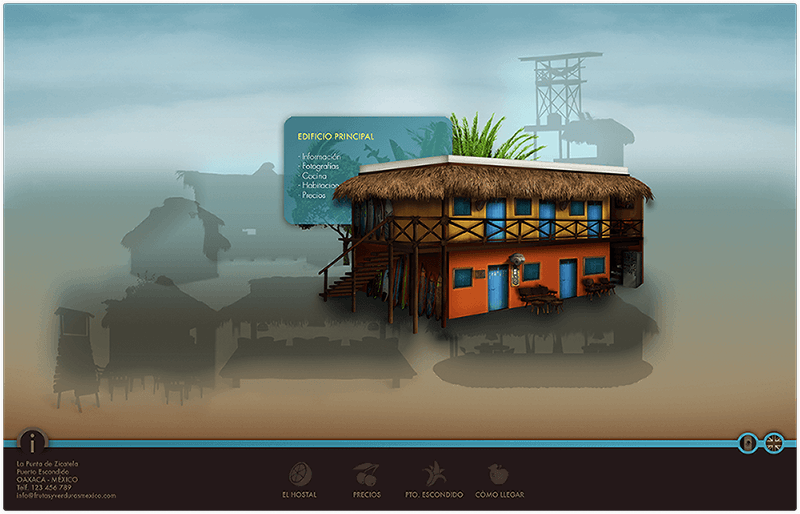 EDIFICIO PRINCIPAL
· Información
· Fotografías
· Cocina
· Habitacion
· Precios
i
La Punta de Zicatela
Puerto Escondido
OAXACA - MÉXICO
Telf. 123 456 789
info@frutasyverdurasmexico.com
EL HOSTAL
PRECIOS
PTO. ESCONDIDO
CÓMO LLEGAR